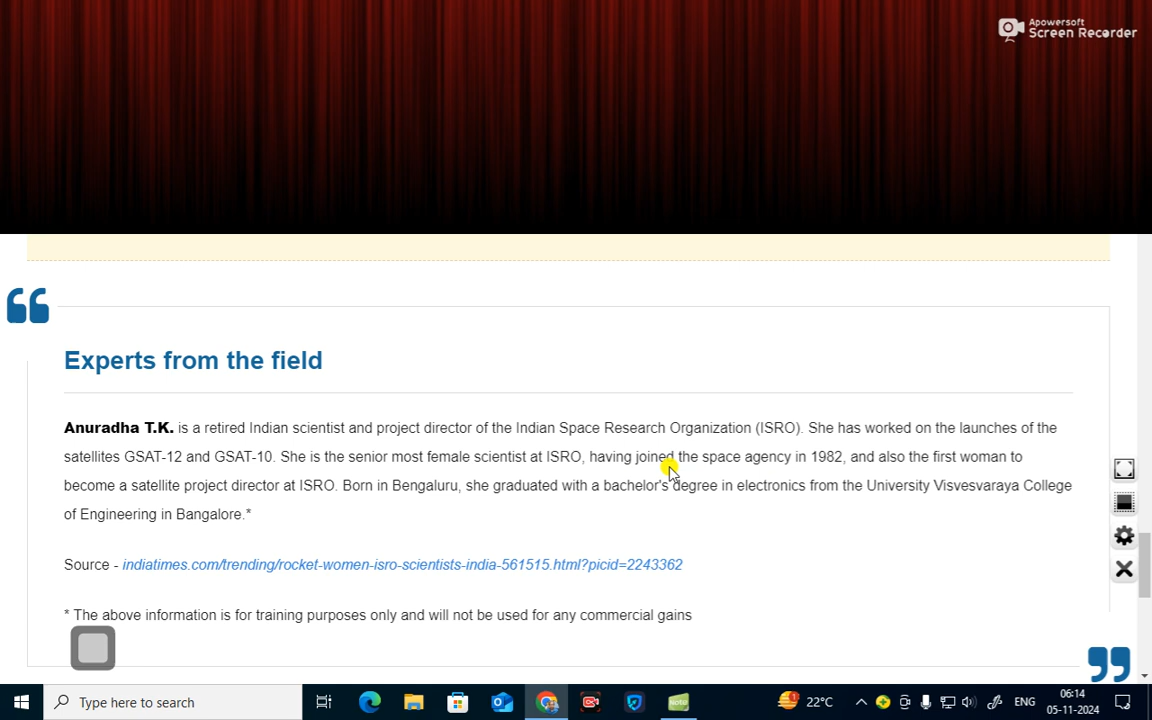 Apowersoft
Screen Recorder
Experts from the field
Anuradha T.K. is a retired Indian scientist and project director of the Indian Space Research Organization (ISRO). She has worked on the launches of the
satellites GSAT-12 and GSAT-10. She is the senior most female scientist at ISRO, having joined the space agency in 1982, and also the first woman to
become a satellite project director at ISRO. Born in Bengaluru, she graduated with a bachelor's degree in electronics from the University Visvesvaraya College
of Engineering in Bangalore.*
Source - indiatimes.com/trending/rocket-women-isro-scientists-india-561515.html?picid=2243362
* The above information is for training purposes only and will not be used for any commercial gains
Type here to search
Note
1
22°C
ENG
06:14
05-11-2024